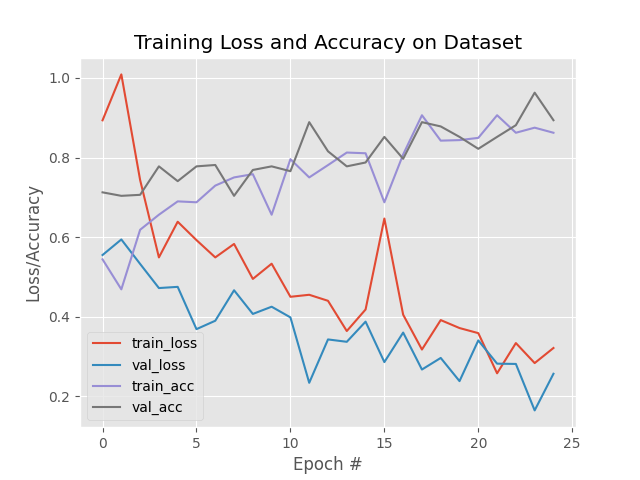 Training Loss and Accuracy on Dataset
Loss/Accuracy
1.0
0.8
0.6
0.4
0.2
train_loss
val_loss
train_acc
val_acc
0 5 10 15 20 25
Epoch #